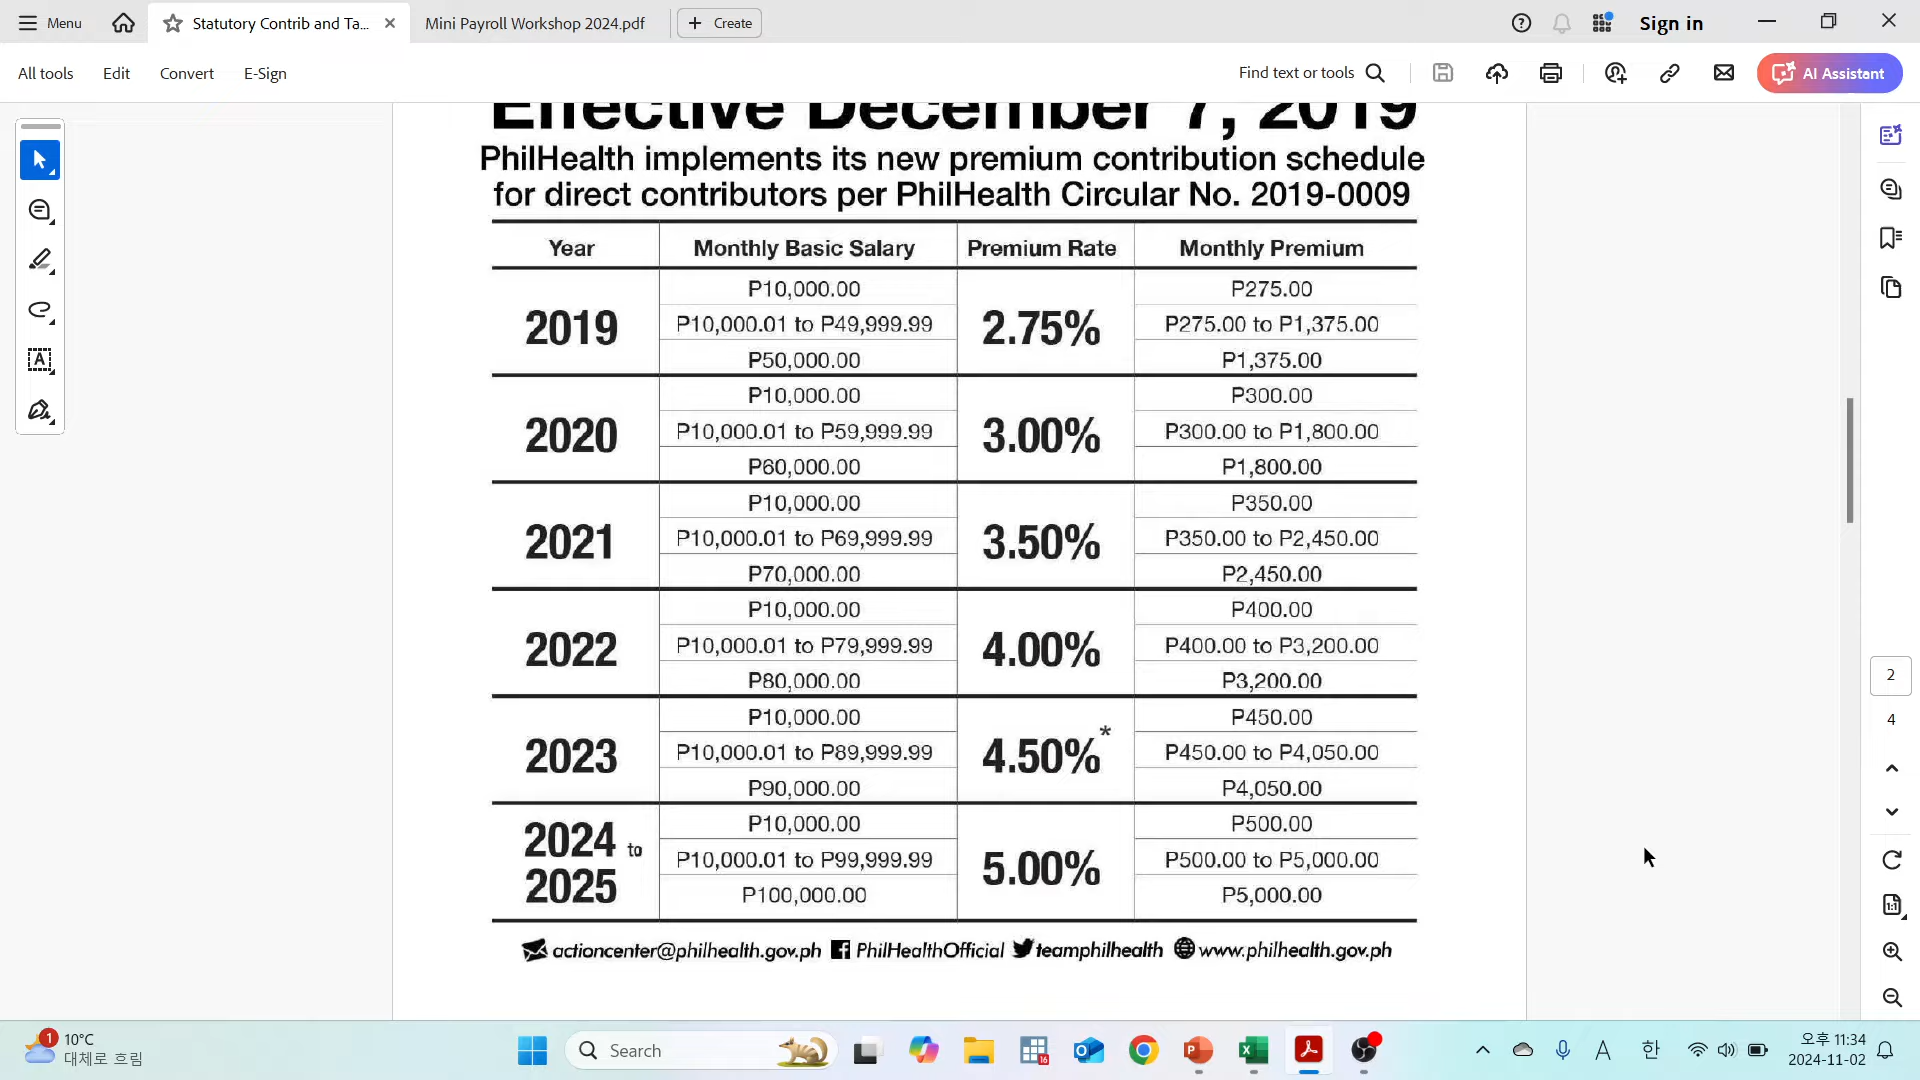 Menu
Statutory Contrib and Ta...
Mini Payroll Workshop 2024.pdf
Create
Sign in
All tools
Edit
Convert
E-Sign
Find text or tools
AI Assistant
Effective December 7, 2019
PhilHealth implements its new premium contribution schedule
for direct contributors per PhilHealth Circular No. 2019-0009
Year Monthly Basic Salary Premium Rate Monthly Premium
2019 2.75%
P10,000.00 P275.00
P10,000.01 to P49,999.99 P275.00 to P1,375.00
P50,000.00 P1,375.00
2020 3.00%
P10,000.00 P300.00
P10,000.01 to P59,999.99 P300.00 to P1,800.00
P60,000.00 P1,800.00
2021 3.50%
P10,000.00 P350.00
P10,000.01 to P69,999.99 P350.00 to P2,450.00
P70,000.00 P2,450.00
2022 4.00%
P10,000.00 P400.00
P10,000.01 to P79,999.99 P400.00 to P3,200.00
P80,000.00 P3,200.00
2023 4.50%*
P10,000.00 P450.00
P10,000.01 to P89,999.99 P450.00 to P4,050.00
P90,000.00 P4,050.00
2024 to 2025 5.00%
P10,000.00 P500.00
P10,000.01 to P99,999.99 P500.00 to P5,000.00
P100,000.00 P5,000.00
actioncenter@philhealth.gov.ph PhilHealthOfficial teamphilhealth www.philhealth.gov.ph
2
4
1
10°C
대체로 흐림
Search
16
A
한
오후 11:34
2024-11-02